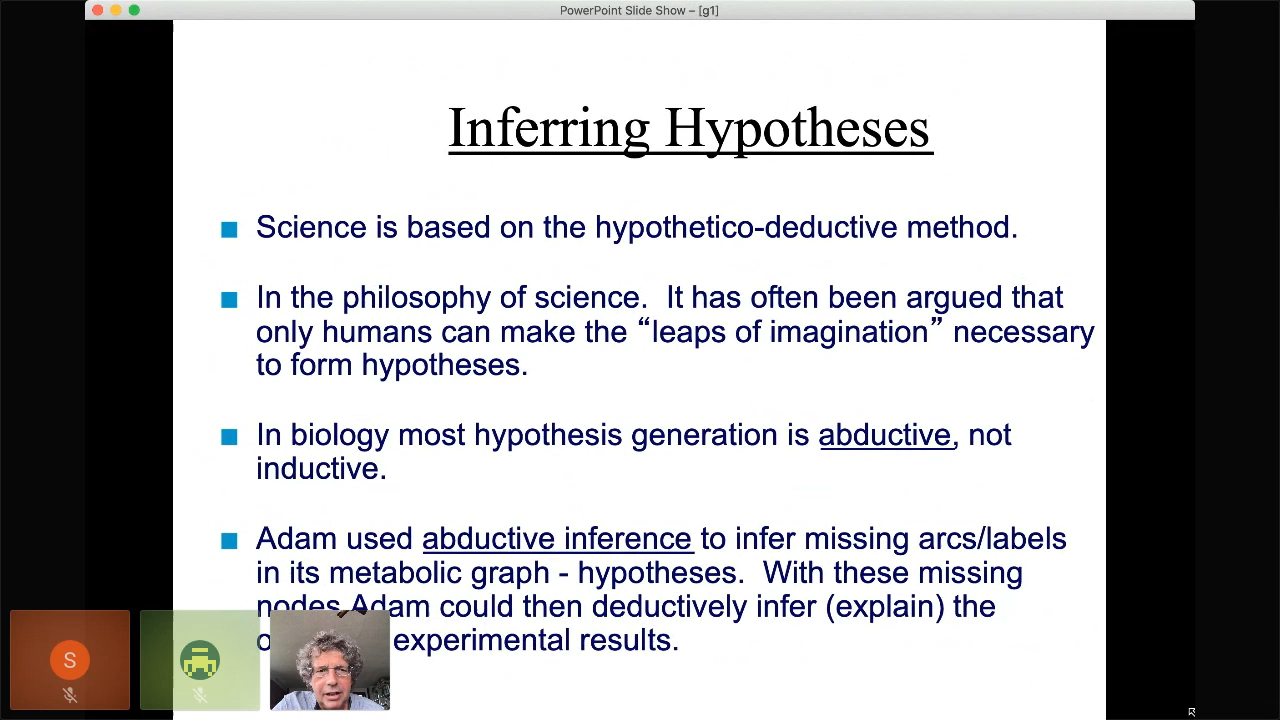 PowerPoint Slide Show – [g1]
Inferring Hypotheses
Science is based on the hypothetico-deductive method.
In the philosophy of science.  It has often been argued that
only humans can make the “leaps of imagination” necessary
to form hypotheses.
In biology most hypothesis generation is abductive, not
inductive.
Adam used abductive inference to infer missing arcs/labels
in its metabolic graph - hypotheses.  With these missing
nodes Adam could then deductively infer (explain) the
experimental results.
S